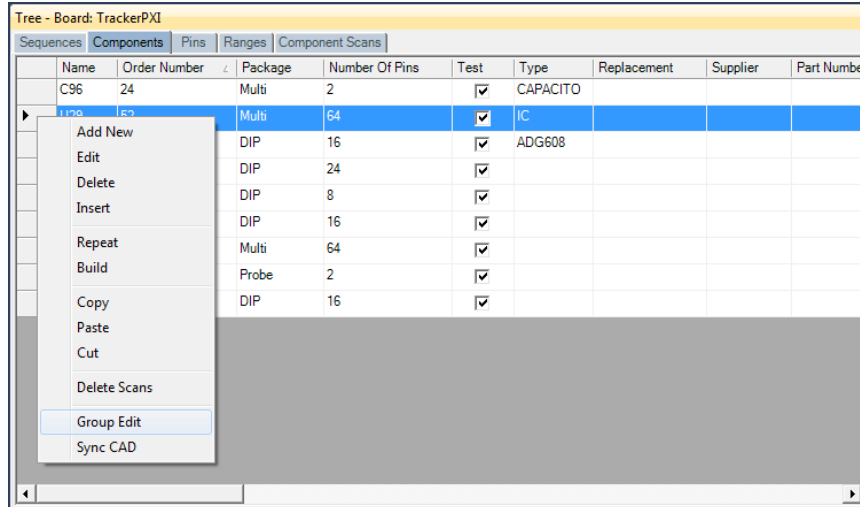 Tree - Board: TrackerPXI
Sequences Components Pins Ranges Component Scans
Name Order Number Package Number Of Pins Test Type Replacement Supplier Part Numbe
C96 24 Multi 2 CAPACITO
U29 52 Multi 64 IC
DIP 16 ADG608
DIP 24
DIP 8
DIP 16
Multi 64
Probe 2
DIP 16
Add New
Edit
Delete
Insert
Repeat
Build
Copy
Paste
Cut
Delete Scans
Group Edit
Sync CAD